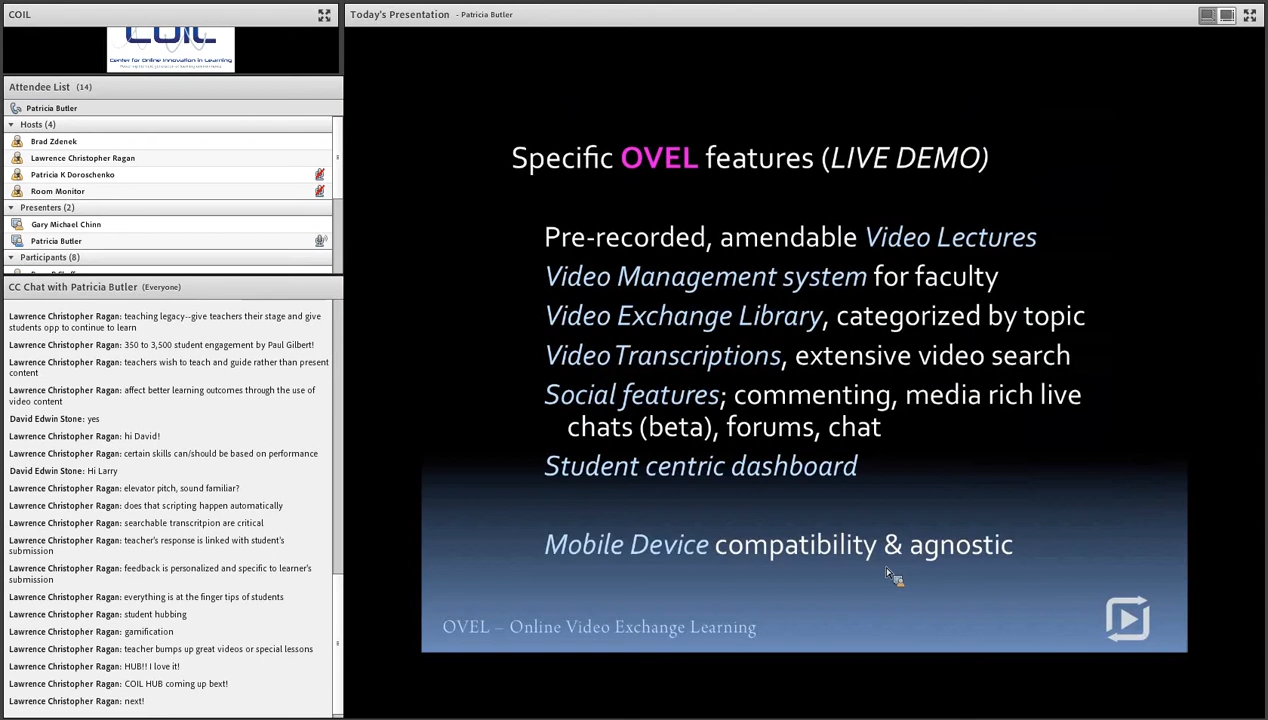 COIL
COIL
Center for Online Innovation in Learning
Attendee List (14)
Patricia Butler
Hosts (4)
Brad Zdenek
Lawrence Christopher Ragan
Patricia K Doroschenko
Room Monitor
Presenters (2)
Gary Michael Chinn
Patricia Butler
Participants (8)
CC Chat with Patricia Butler (Everyone)
Lawrence Christopher Ragan: teaching legacy--give teachers their stage and give
students opp to continue to learn
Lawrence Christopher Ragan: 350 to 3,500 student engagement by Paul Gilbert!
Lawrence Christopher Ragan: teachers wish to teach and guide rather than present
content
Lawrence Christopher Ragan: affect better learning outcomes through the use of
video content
David Edwin Stone: yes
Lawrence Christopher Ragan: hi David!
Lawrence Christopher Ragan: certain skills can/should be based on performance
David Edwin Stone: Hi Larry
Lawrence Christopher Ragan: elevator pitch, sound familiar?
Lawrence Christopher Ragan: does that scripting happen automatically
Lawrence Christopher Ragan: searchable transcritpion are critical
Lawrence Christopher Ragan: teacher's response is linked with student's
submission
Lawrence Christopher Ragan: feedback is personalized and specific to learner's
submission
Lawrence Christopher Ragan: everything is at the finger tips of students
Lawrence Christopher Ragan: student hubbing
Lawrence Christopher Ragan: gamification
Lawrence Christopher Ragan: teacher bumps up great videos or special lessons
Lawrence Christopher Ragan: HUB!! I love it!
Lawrence Christopher Ragan: COIL HUB coming up bext!
Lawrence Christopher Ragan: next!
Today's Presentation - Patricia Butler
Specific OVEL features (LIVE DEMO)
Pre-recorded, amendable Video Lectures
Video Management system for faculty
Video Exchange Library, categorized by topic
Video Transcriptions, extensive video search
Social features; commenting, media rich live
chats (beta), forums, chat
Student centric dashboard
Mobile Device compatibility & agnostic
OVEL – Online Video Exchange Learning